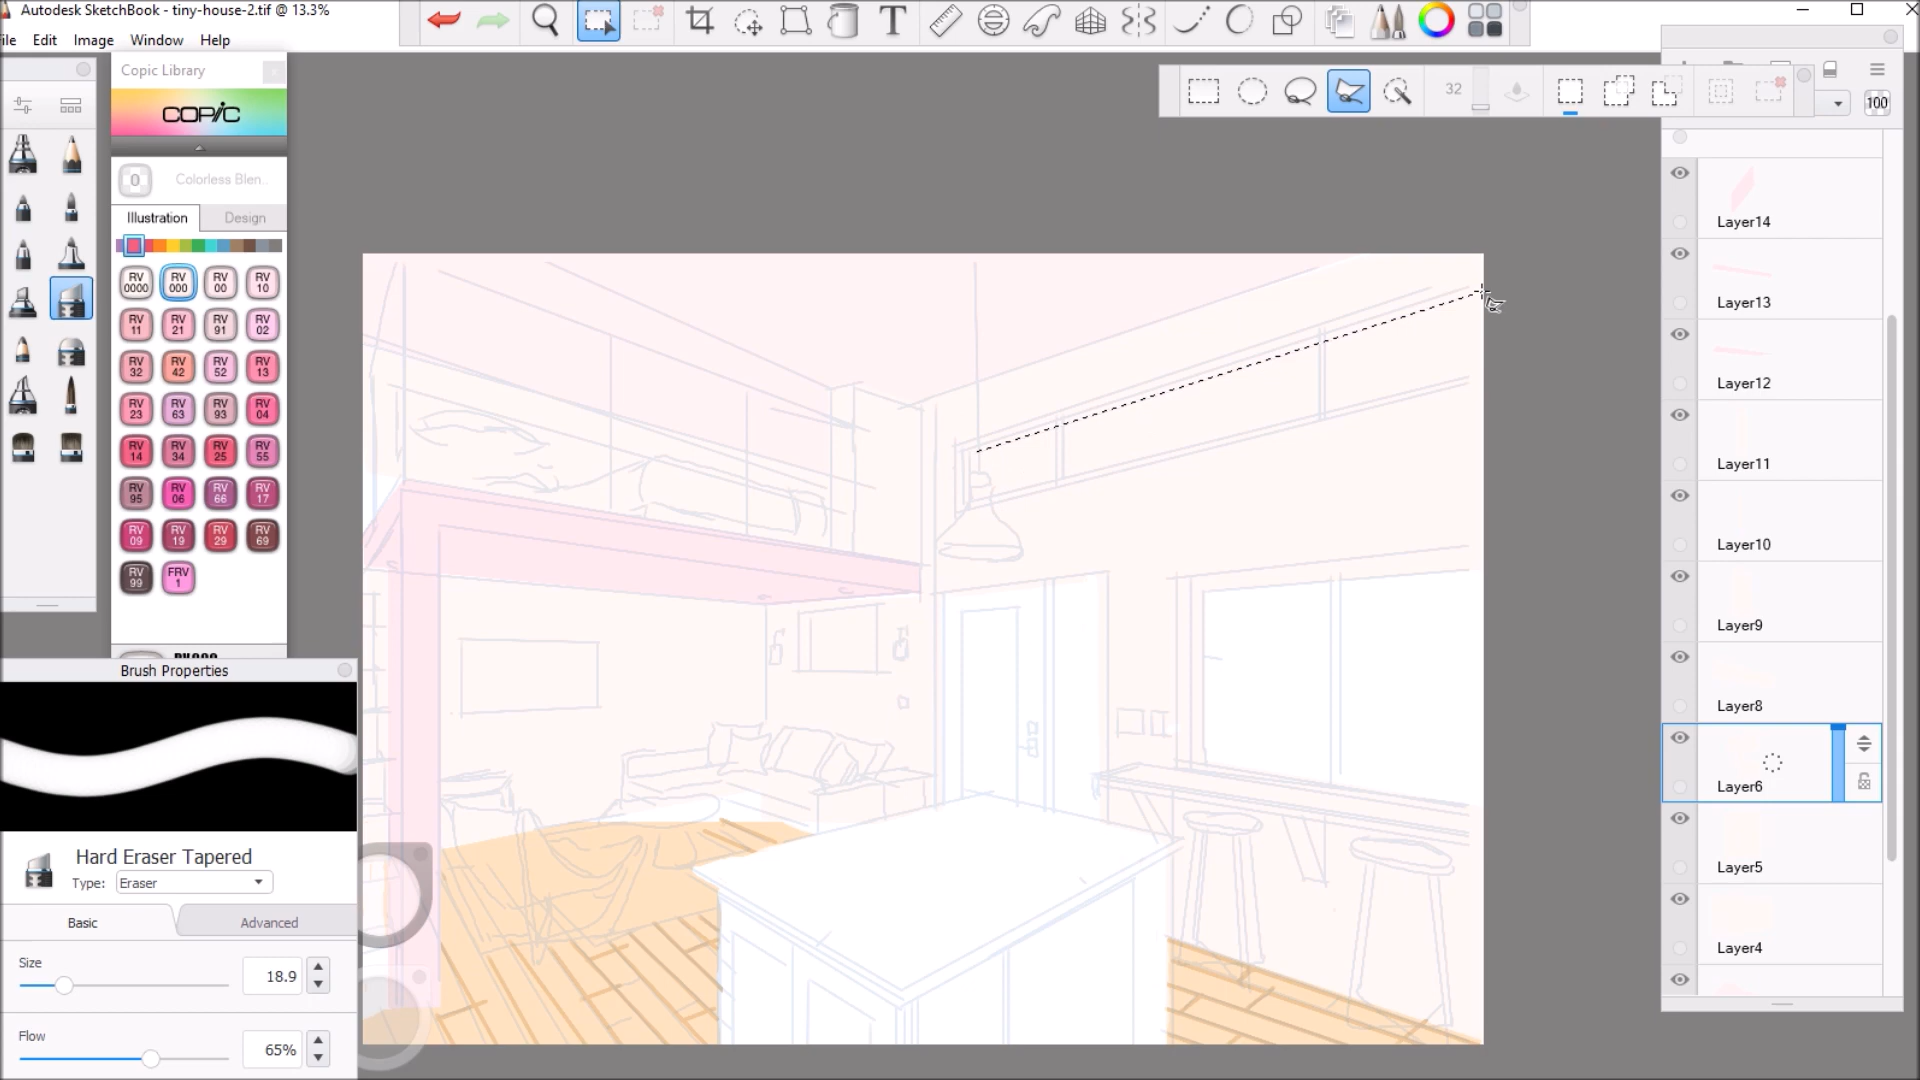 Autodesk SketchBook - tiny-house-2.tif @ 13.3%
ile Edit Image Window Help
T
Copic Library
COPIC
0 Colorless Blen..
Illustration Design
RV 0000 RV 000 RV 00 RV 10
RV 11 RV 21 RV 91 RV 02
RV 32 RV 42 RV 52 RV 13
RV 23 RV 63 RV 93 RV 04
RV 14 RV 34 RV 25 RV 55
RV 95 RV 06 RV 66 RV 17
RV 09 RV 19 RV 29 RV 69
RV 99 FRV 1
Brush Properties
Hard Eraser Tapered
Type: Eraser
Basic Advanced
Size 18.9
Flow 65%
32
100
Layer14
Layer13
Layer12
Layer11
Layer10
Layer9
Layer8
Layer6
Layer5
Layer4